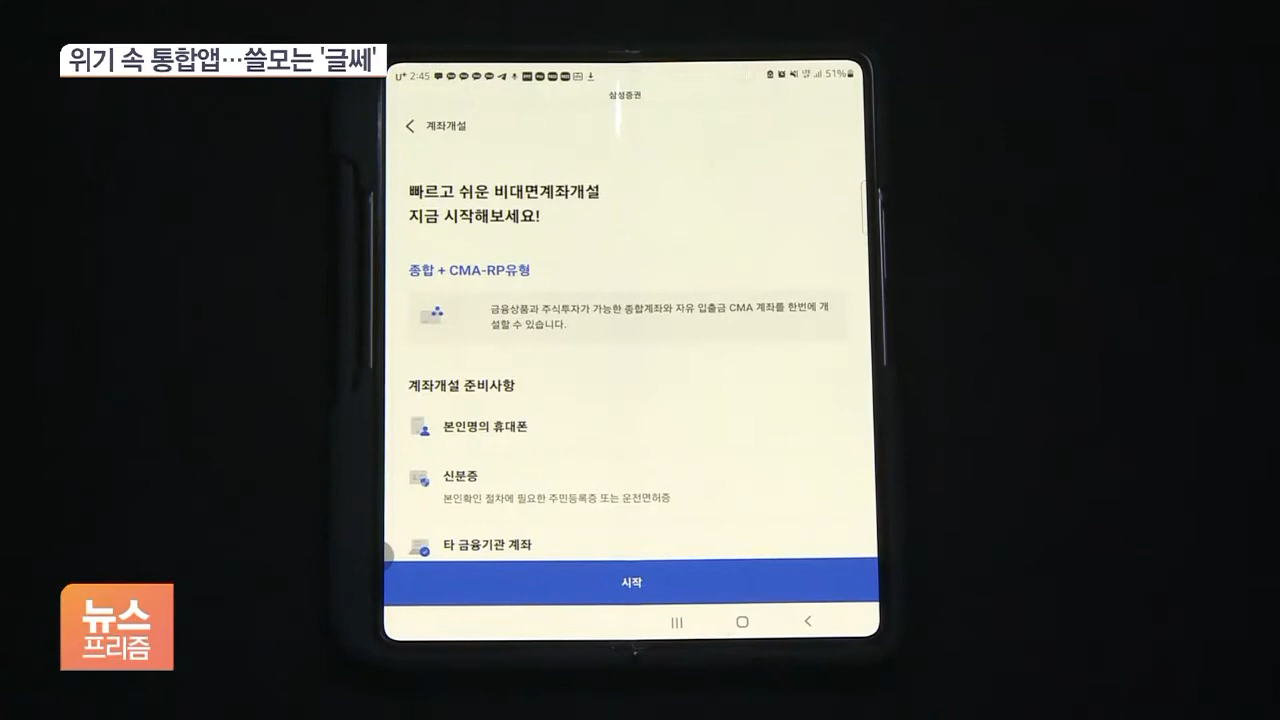 위기 속 통합앱…쓸모는 '글쎄'
U+ 2:45
51%
삼성증권
계좌개설
빠르고 쉬운 비대면계좌개설
지금 시작해보세요!
종합 + CMA-RP유형
금융상품과 주식투자가 가능한 종합계좌와 자유 입출금 CMA 계좌를 한번에 개
설할 수 있습니다.
계좌개설 준비사항
본인명의 휴대폰
신분증
본인확인 절차에 필요한 주민등록증 또는 운전면허증
타 금융기관 계좌
시작
뉴스
프리즘